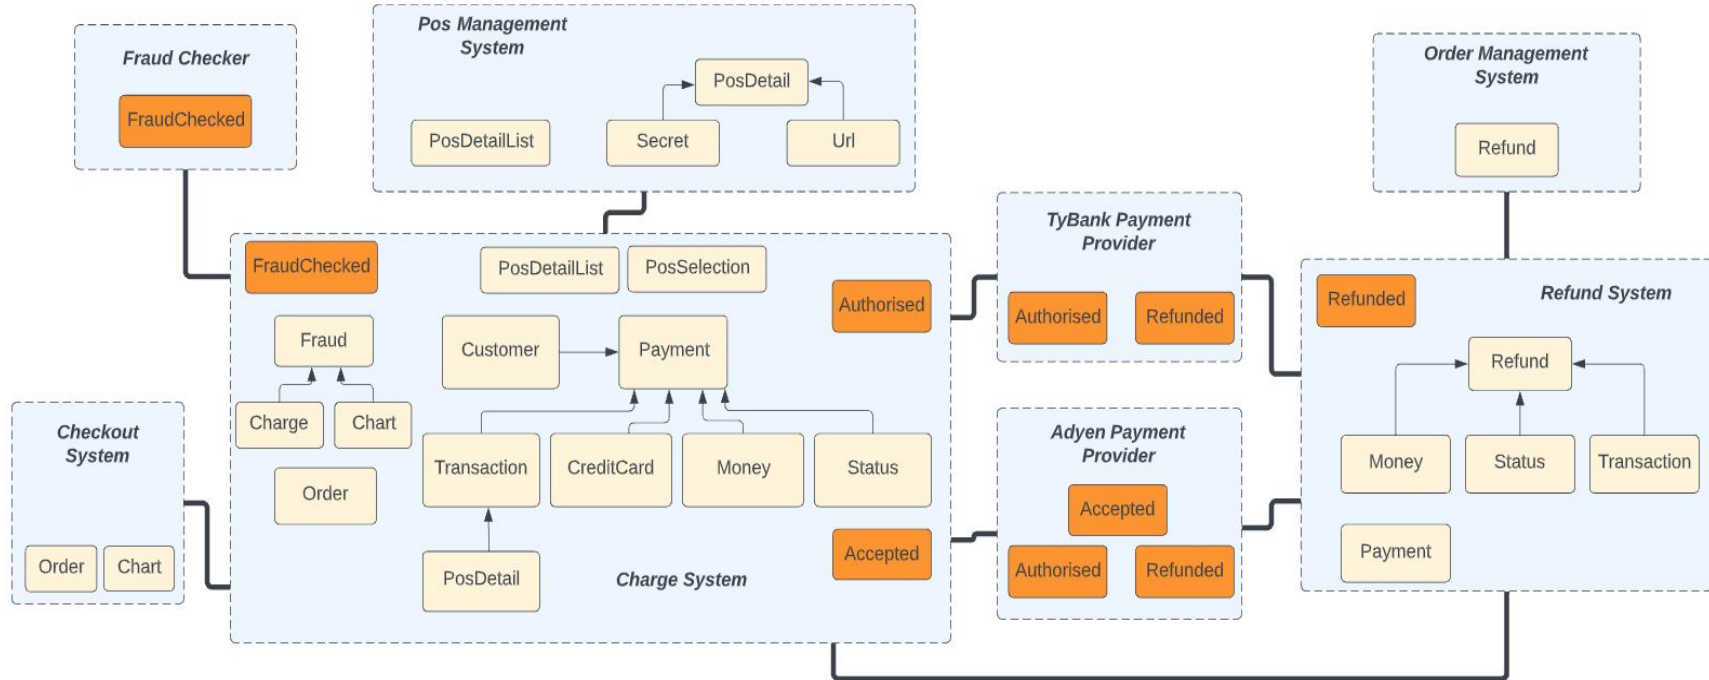 Fraud Checker
FraudChecked
Pos Management
System
PosDetail
PosDetailList
Secret
Url
Order Management
System
Refund
FraudChecked
PosDetailList
PosSelection
Authorised
Fraud
Charge
Chart
Order
Customer
Payment
Transaction
CreditCard
Money
Status
PosDetail
Accepted
Charge System
Checkout
System
Order
Chart
TyBank Payment
Provider
Authorised
Refunded
Adyen Payment
Provider
Accepted
Authorised
Refunded
Refunded
Refund System
Refund
Money
Status
Transaction
Payment